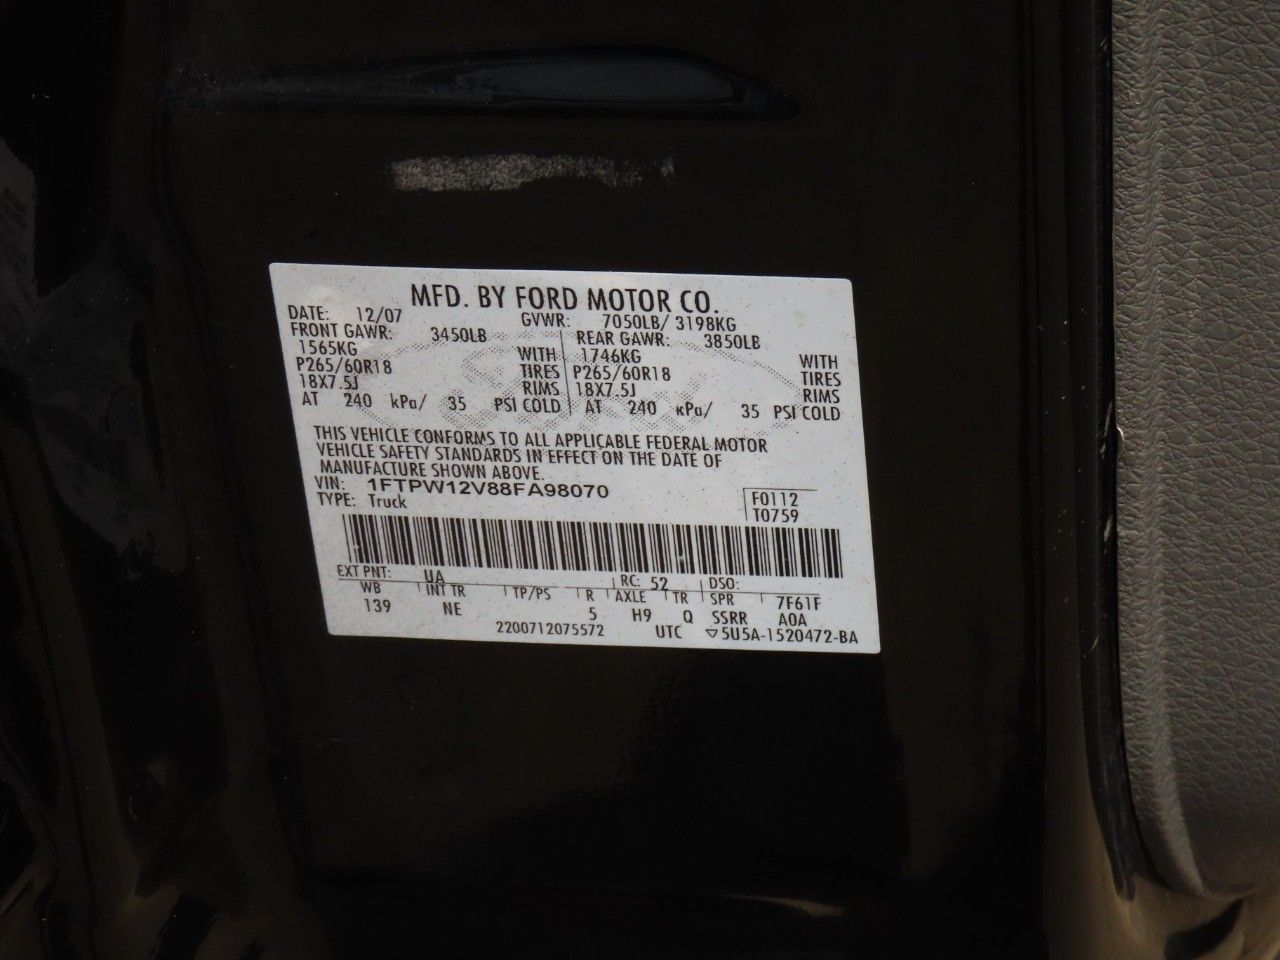 MFD. BY FORD MOTOR CO.
DATE: 12/07 GVWR: 7050LB/ 3198KG
FRONT GAWR: 3450LB REAR GAWR: 3850LB
1565KG WITH 1746KG WITH
P265/60R18 TIRES P265/60R18 TIRES
18X7.5J RIMS 18X7.5J RIMS
AT 240 kPa/ 35 PSI COLD AT 240 kPa/ 35 PSI COLD
THIS VEHICLE CONFORMS TO ALL APPLICABLE FEDERAL MOTOR
VEHICLE SAFETY STANDARDS IN EFFECT ON THE DATE OF
MANUFACTURE SHOWN ABOVE.
VIN: 1FTPW12V88FA98070 F0112
TYPE: Truck T0759
EXT PNT: UA RC: 52 DSO:
WB INT TR TP/PS R AXLE TR SPR 7F61F
139 NE 5 H9 Q SSRR A0A
2200712075572 UTC ▽5U5A-1520472-BA